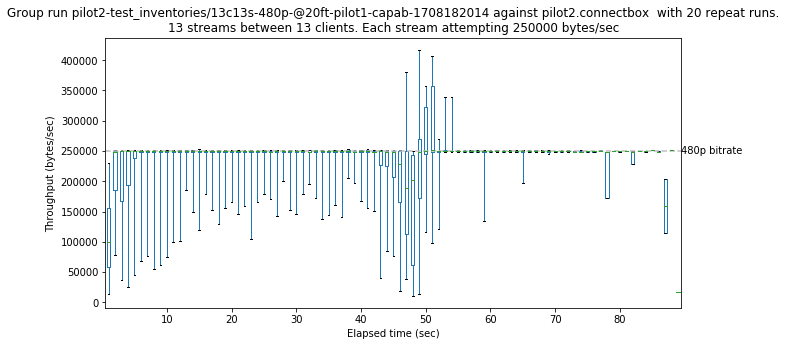 Group run pilot2-test_inventories/13c13s-480p-@20ft-pilot1-capab-1708182014 against pilot2.connectbox  with 20 repeat runs.
13 streams between 13 clients. Each stream attempting 250000 bytes/sec
Throughput (bytes/sec)
400000
350000
300000
250000
200000
150000
100000
50000
0
480p bitrate
10 20 30 40 50 60 70 80
Elapsed time (sec)